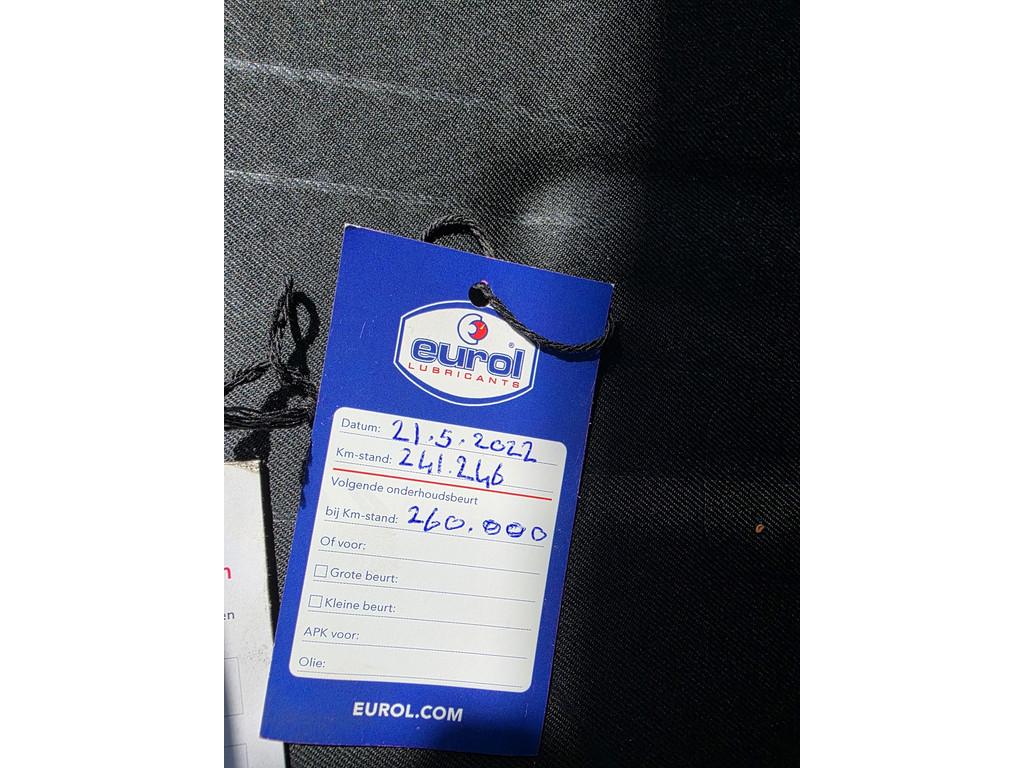 eurol®
LUBRICANTS
Datum: 21.5.2022
Km-stand: 241.246
Volgende onderhoudsbeurt
bij Km-stand: 260.000
Of voor:
Grote beurt:
Kleine beurt:
APK voor:
Olie:
EUROL.COM
n
en